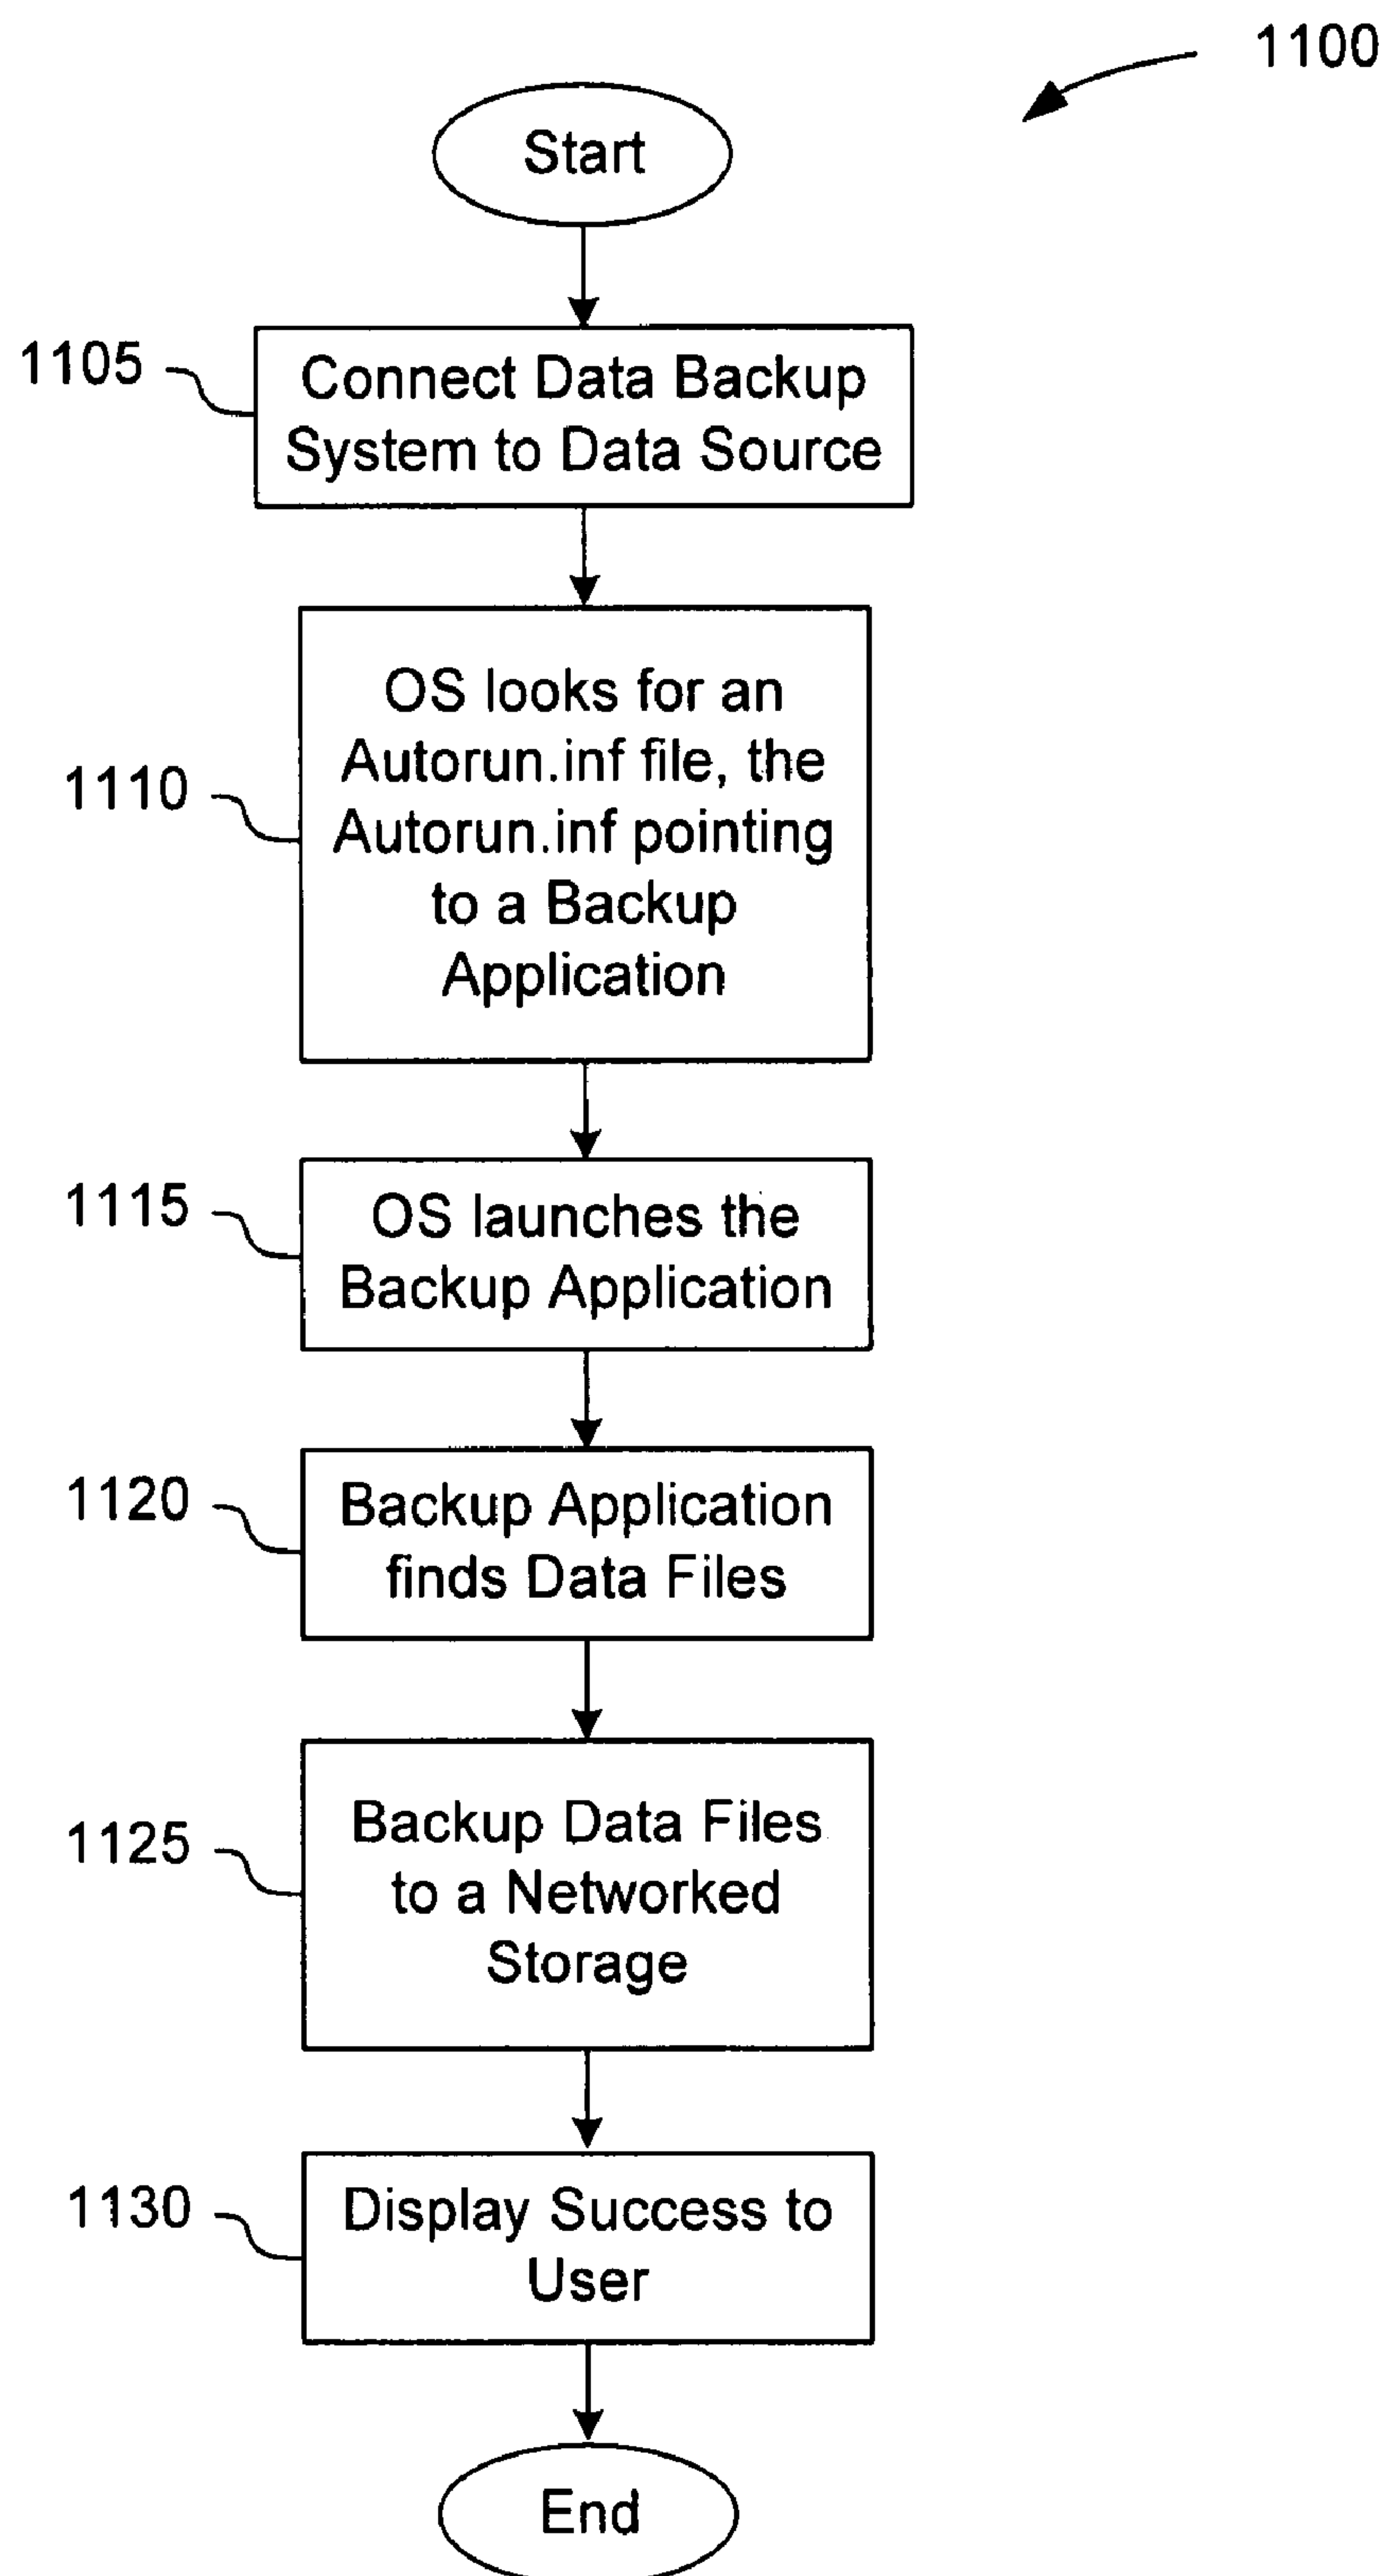 1100
Start
1105
Connect Data Backup
System to Data Source
1110
OS looks for an
Autorun.inf file, the
Autorun.inf pointing
to a Backup
Application
1115
OS launches the
Backup Application
1120
Backup Application
finds Data Files
1125
Backup Data Files
to a Networked
Storage
1130
Display Success to
User
End